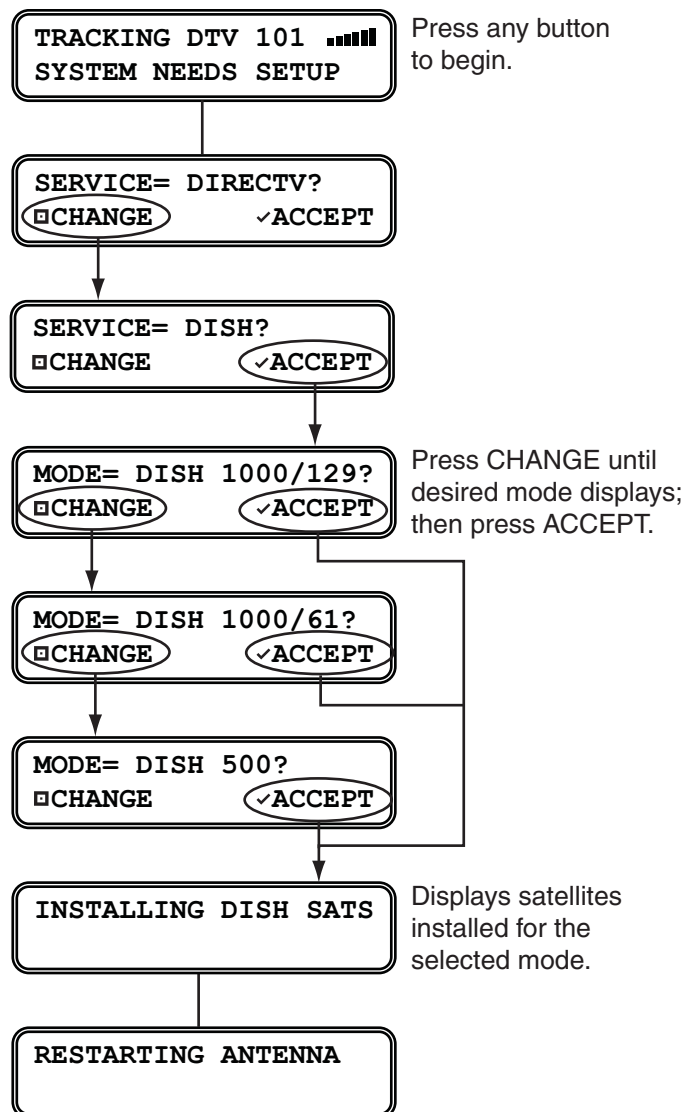 TRACKING DTV 101
SYSTEM NEEDS SETUP
Press any button
to begin.
SERVICE= DIRECTV?
⊡CHANGE ✓ACCEPT
SERVICE= DISH?
⊡CHANGE ✓ACCEPT
MODE= DISH 1000/129?
⊡CHANGE ✓ACCEPT
Press CHANGE until
desired mode displays;
then press ACCEPT.
MODE= DISH 1000/61?
⊡CHANGE ✓ACCEPT
MODE= DISH 500?
⊡CHANGE ✓ACCEPT
INSTALLING DISH SATS
Displays satellites
installed for the
selected mode.
RESTARTING ANTENNA